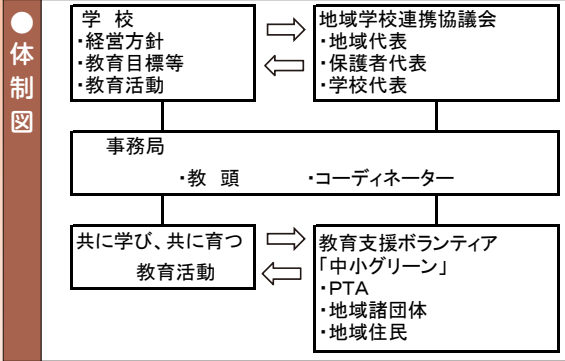 ●体制図
学 校
・経営方針
・教育目標等
・教育活動
地域学校連携協議会
・地域代表
・保護者代表
・学校代表
事務局
・教 頭 ・コーディネーター
共に学び、共に育つ
教育活動
教育支援ボランティア
「中小グリーン」
・PTA
・地域諸団体
・地域住民